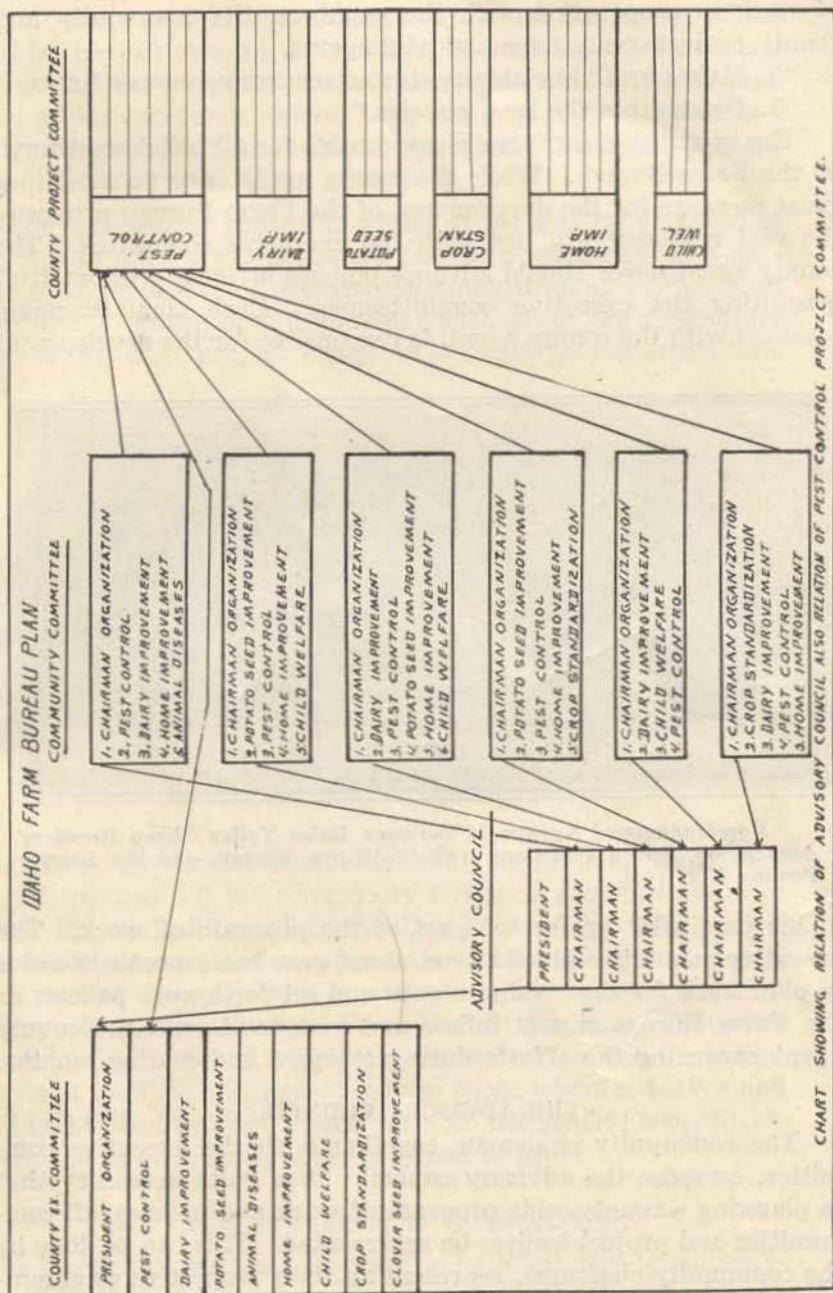 IDAHO FARM BUREAU PLAN
COUNTY EX. COMMITTEE
PRESIDENT ORGANIZATION
PEST CONTROL
DAIRY IMPROVEMENT
POTATO SEED IMPROVEMENT
ANIMAL DISEASES
HOME IMPROVEMENT
CHILD WELFARE
CROP STANDARDIZATION
CLOVER SEED IMPROVEMENT
ADVISORY COUNCIL
PRESIDENT
CHAIRMAN
CHAIRMAN
CHAIRMAN
CHAIRMAN
CHAIRMAN
CHAIRMAN
COMMUNITY COMMITTEE
1. CHAIRMAN ORGANIZATION
2. PEST CONTROL
3. DAIRY IMPROVEMENT
4. HOME IMPROVEMENT
5 ANIMAL DISEASES
1. CHAIRMAN ORGANIZATION
2. POTATO SEED IMPROVEMENT
3. PEST CONTROL
4. HOME IMPROVEMENT
5. CHILD WELFARE
1. CHAIRMAN ORGANIZATION
2. DAIRY IMPROVEMENT
3. PEST CONTROL
4. POTATO SEED IMPROVEMENT
5. HOME IMPROVEMENT
6. CHILD WELFARE
1. CHAIRMAN ORGANIZATION
2. POTATO SEED IMPROVEMENT
3. PEST CONTROL
4. HOME IMPROVEMENT
5. CROP STANDARDIZATION
1. CHAIRMAN ORGANIZATION
2. DAIRY IMPROVEMENT
3. CHILD WELFARE
4. PEST CONTROL
1. CHAIRMAN ORGANIZATION
2. CROP STANDARDIZATION
3. DAIRY IMPROVEMENT
4. PEST CONTROL
5. HOME IMPROVEMENT
COUNTY PROJECT COMMITTEE
PEST
CONTROL
DAIRY
IMP.
POTATO
SEED
CROP
STAN
HOME
IMP.
CHILD
WEL.
CHART SHOWING RELATION OF ADVISORY COUNCIL ALSO RELATION OF PEST CONTROL PROJECT COMMITTEE.